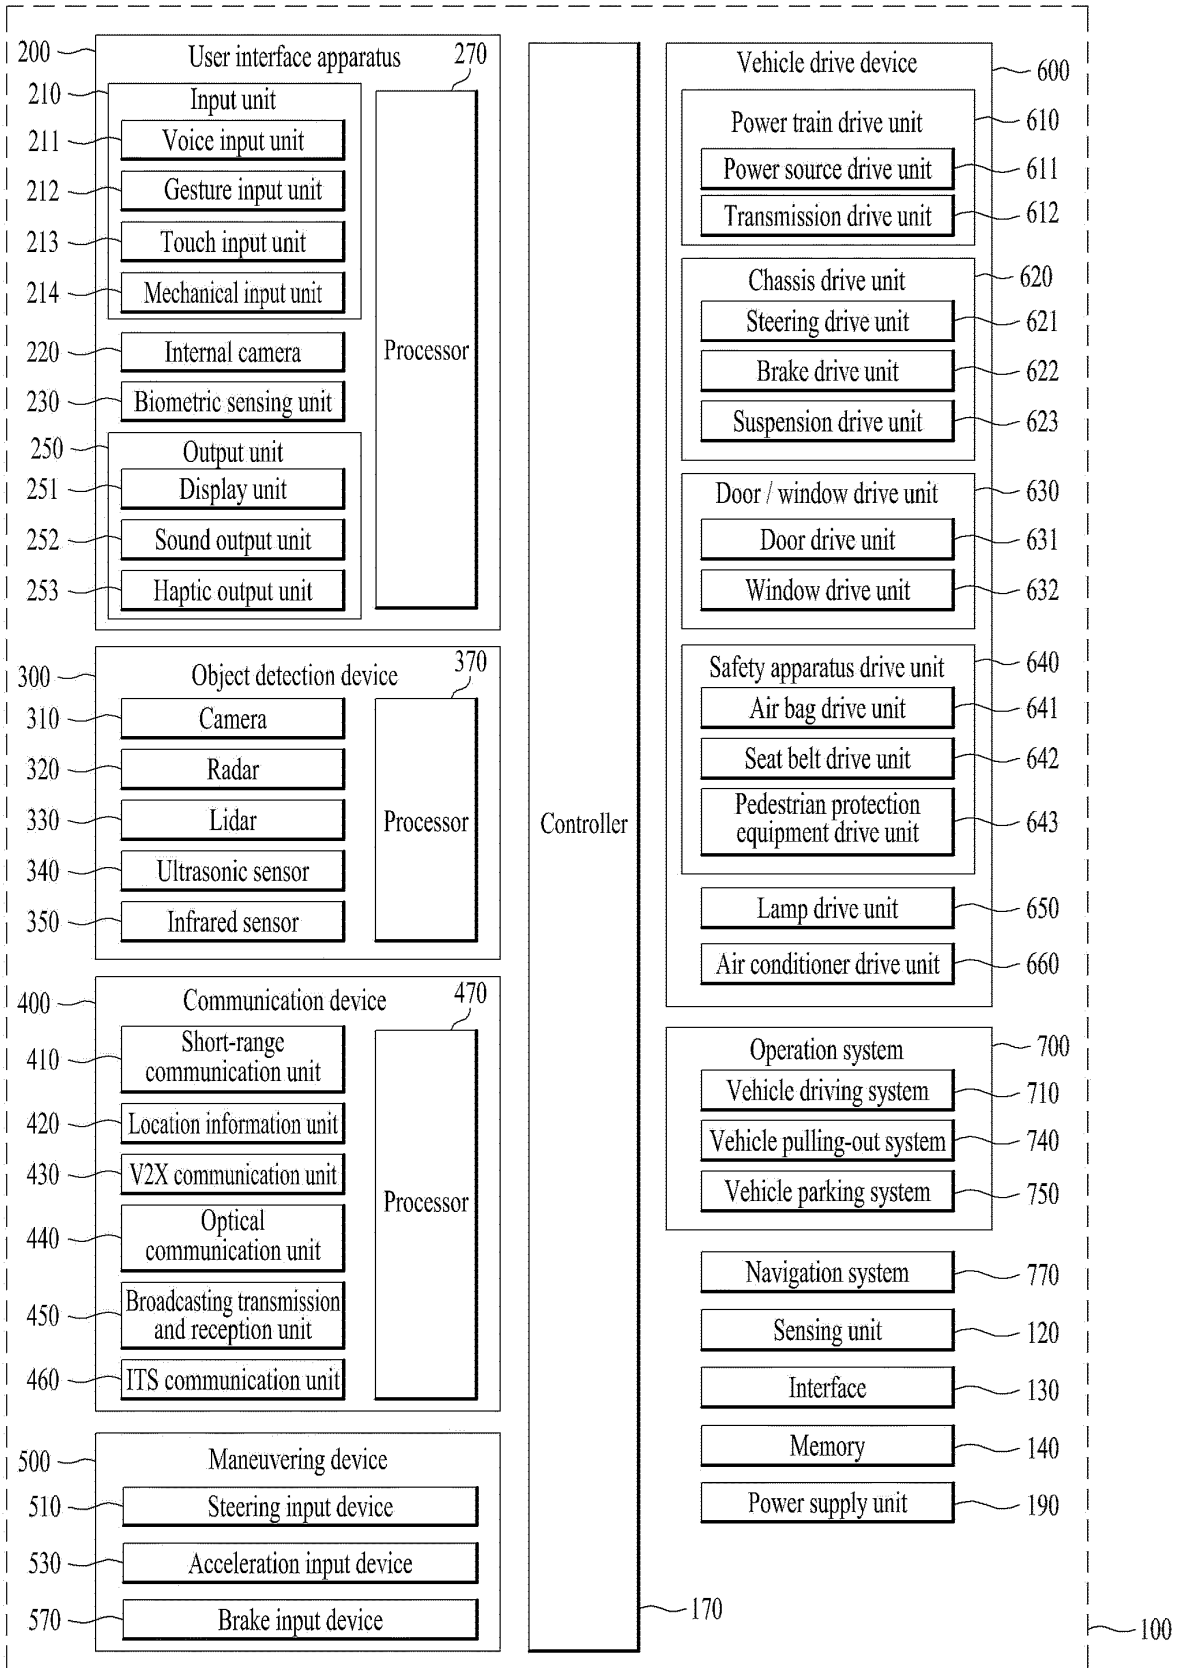 200
User interface apparatus
270
210
Input unit
211
Voice input unit
212
Gesture input unit
213
Touch input unit
214
Mechanical input unit
220
Internal camera
230
Biometric sensing unit
Processor
250
Output unit
251
Display unit
252
Sound output unit
253
Haptic output unit
300
Object detection device
370
310
Camera
320
Radar
330
Lidar
340
Ultrasonic sensor
350
Infrared sensor
Processor
400
Communication device
470
410
Short-range
communication unit
420
Location information unit
430
V2X communication unit
440
Optical
communication unit
450
Broadcasting transmission
and reception unit
460
ITS communication unit
Processor
500
Maneuvering device
510
Steering input device
530
Acceleration input device
570
Brake input device
Controller
170
Vehicle drive device
600
Power train drive unit
610
Power source drive unit
611
Transmission drive unit
612
Chassis drive unit
620
Steering drive unit
621
Brake drive unit
622
Suspension drive unit
623
Door / window drive unit
630
Door drive unit
631
Window drive unit
632
Safety apparatus drive unit
640
Air bag drive unit
641
Seat belt drive unit
642
Pedestrian protection
equipment drive unit
643
Lamp drive unit
650
Air conditioner drive unit
660
Operation system
700
Vehicle driving system
710
Vehicle pulling-out system
740
Vehicle parking system
750
Navigation system
770
Sensing unit
120
Interface
130
Memory
140
Power supply unit
190
100